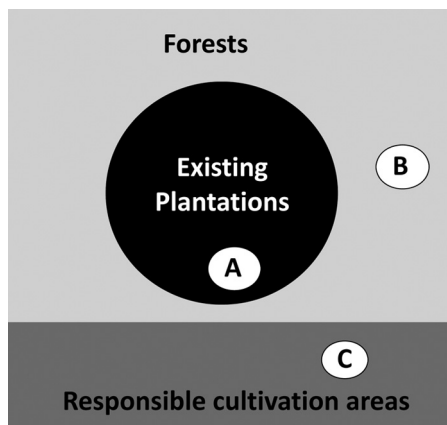 Forests
Existing
Plantations
B
A
C
Responsible cultivation areas